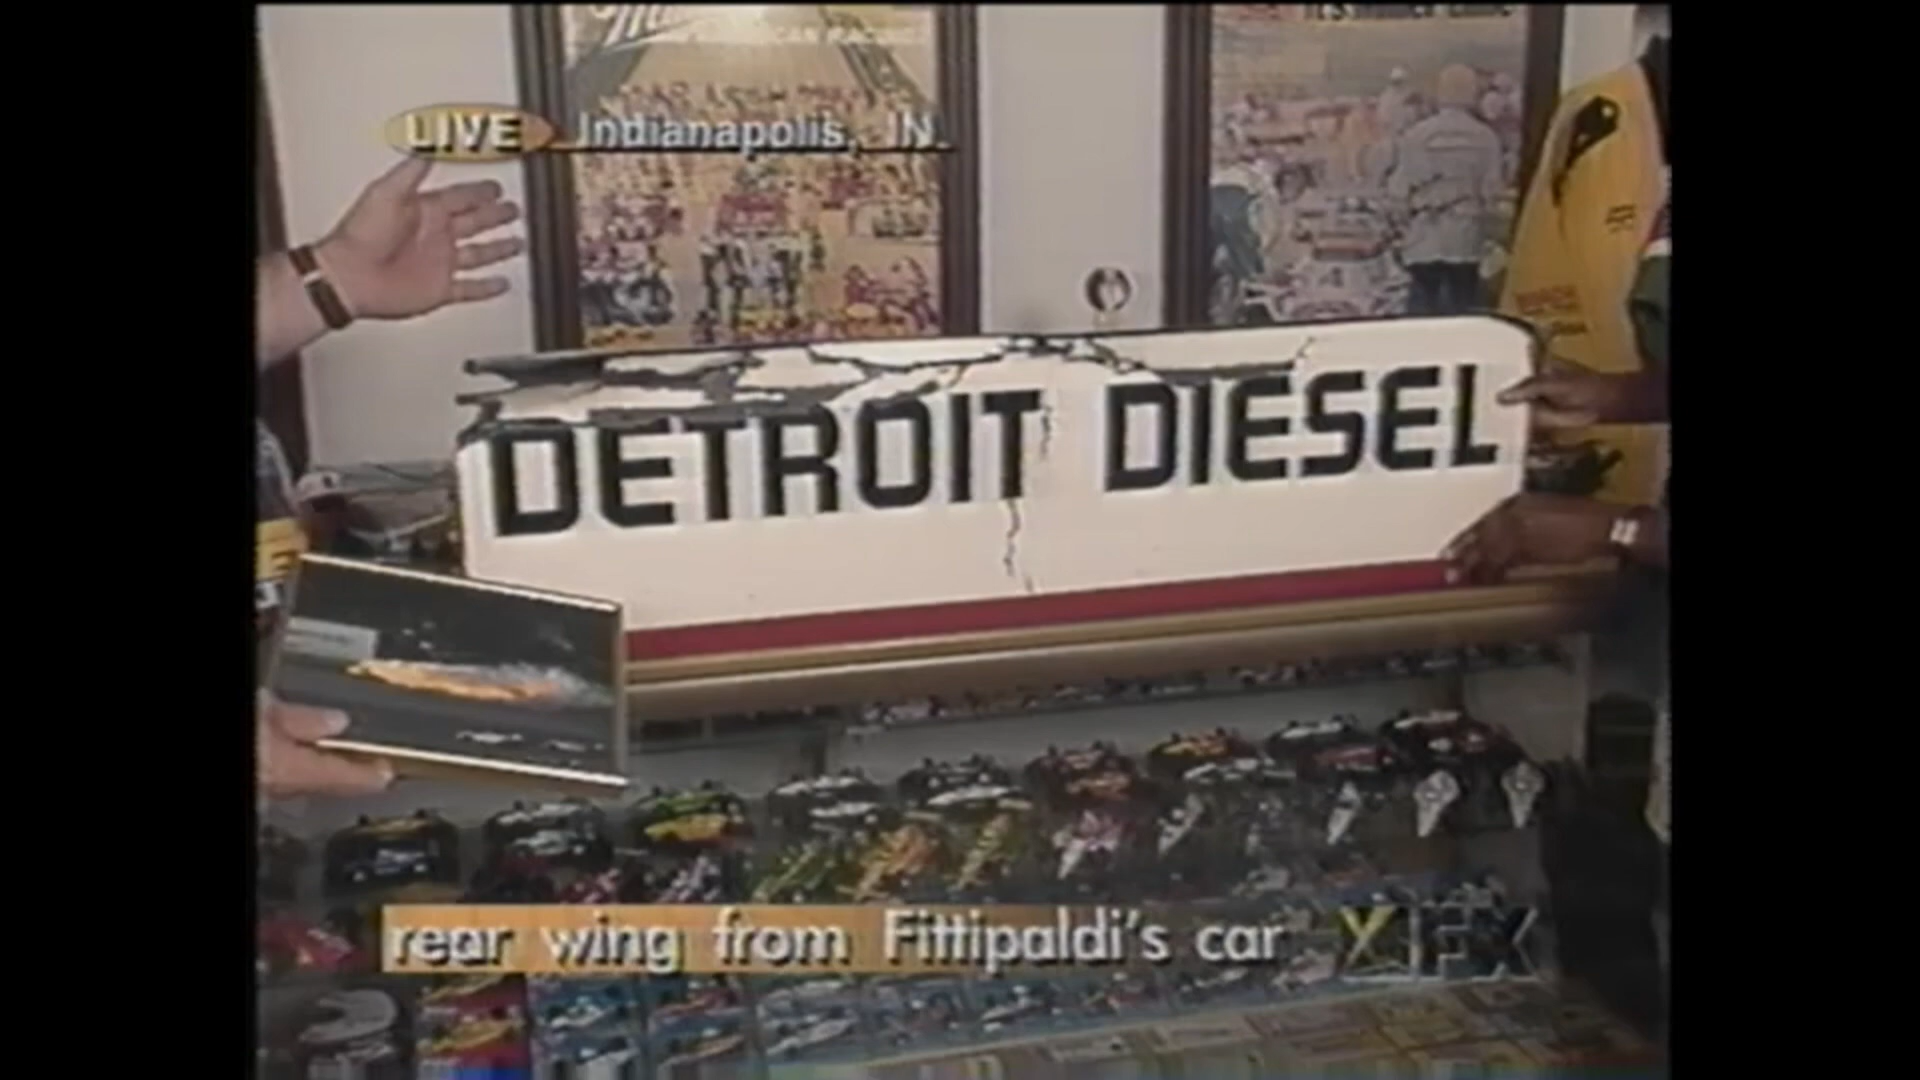 LIVE Indianapolis, IN.
DETROIT DIESEL
rear wing from Fittipaldi's car
FX